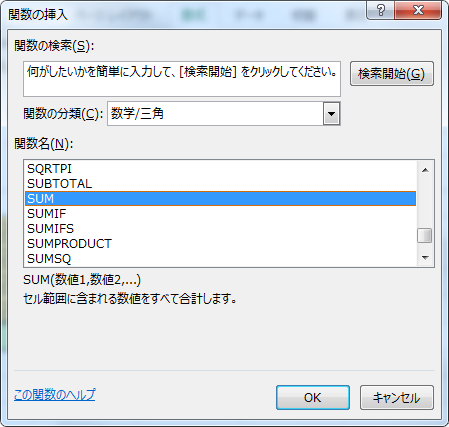 関数の挿入
関数の検索(S):
何がしたいかを簡単に入力して、[検索開始] をクリックしてください。
検索開始(G)
関数の分類(C): 数学/三角
関数名(N):
SQRTPI
SUBTOTAL
SUM
SUMIF
SUMIFS
SUMPRODUCT
SUMSQ
SUM(数値1,数値2,...)
セル範囲に含まれる数値をすべて合計します。
この関数のヘルプ
OK
キャンセル